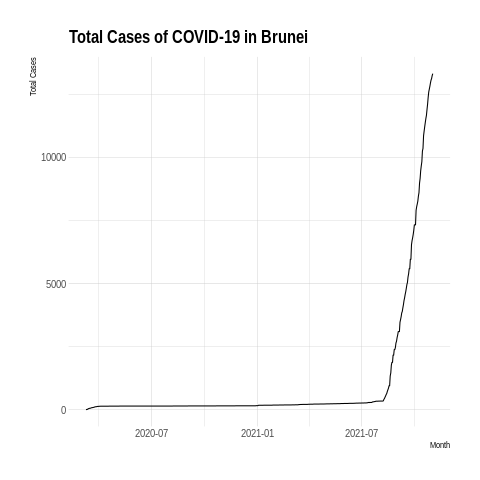 Total Cases of COVID-19 in Brunei
Total Cases
10000
5000
0
2020-07 2021-01 2021-07
Month